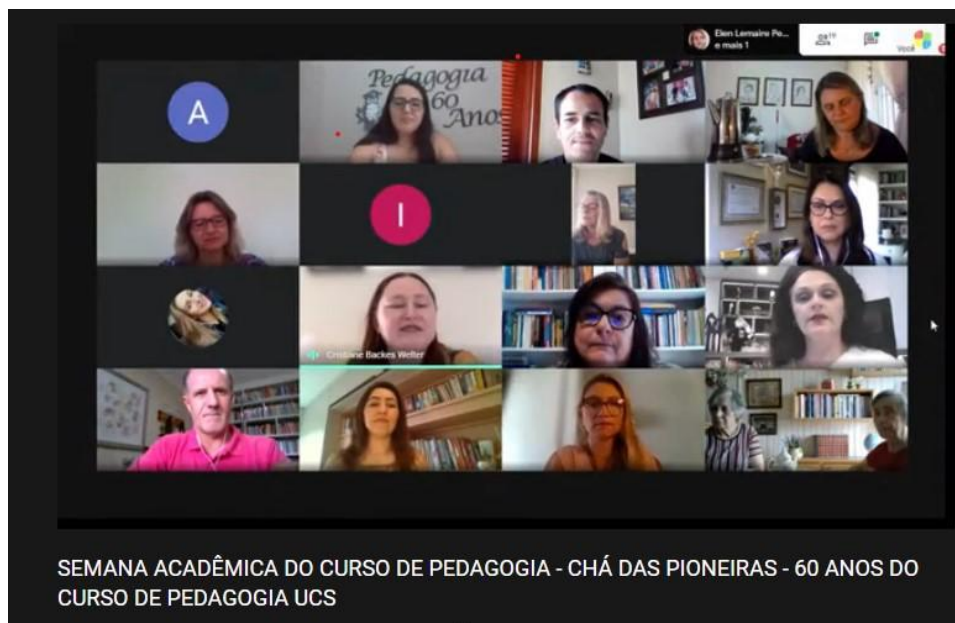 Elen Lemaire Pe...
e mais 1
19
Você
A
Pedagogia
60
Anos
I
Cristiane Backes Welter
SEMANA ACADÊMICA DO CURSO DE PEDAGOGIA - CHÁ DAS PIONEIRAS - 60 ANOS DO
CURSO DE PEDAGOGIA UCS